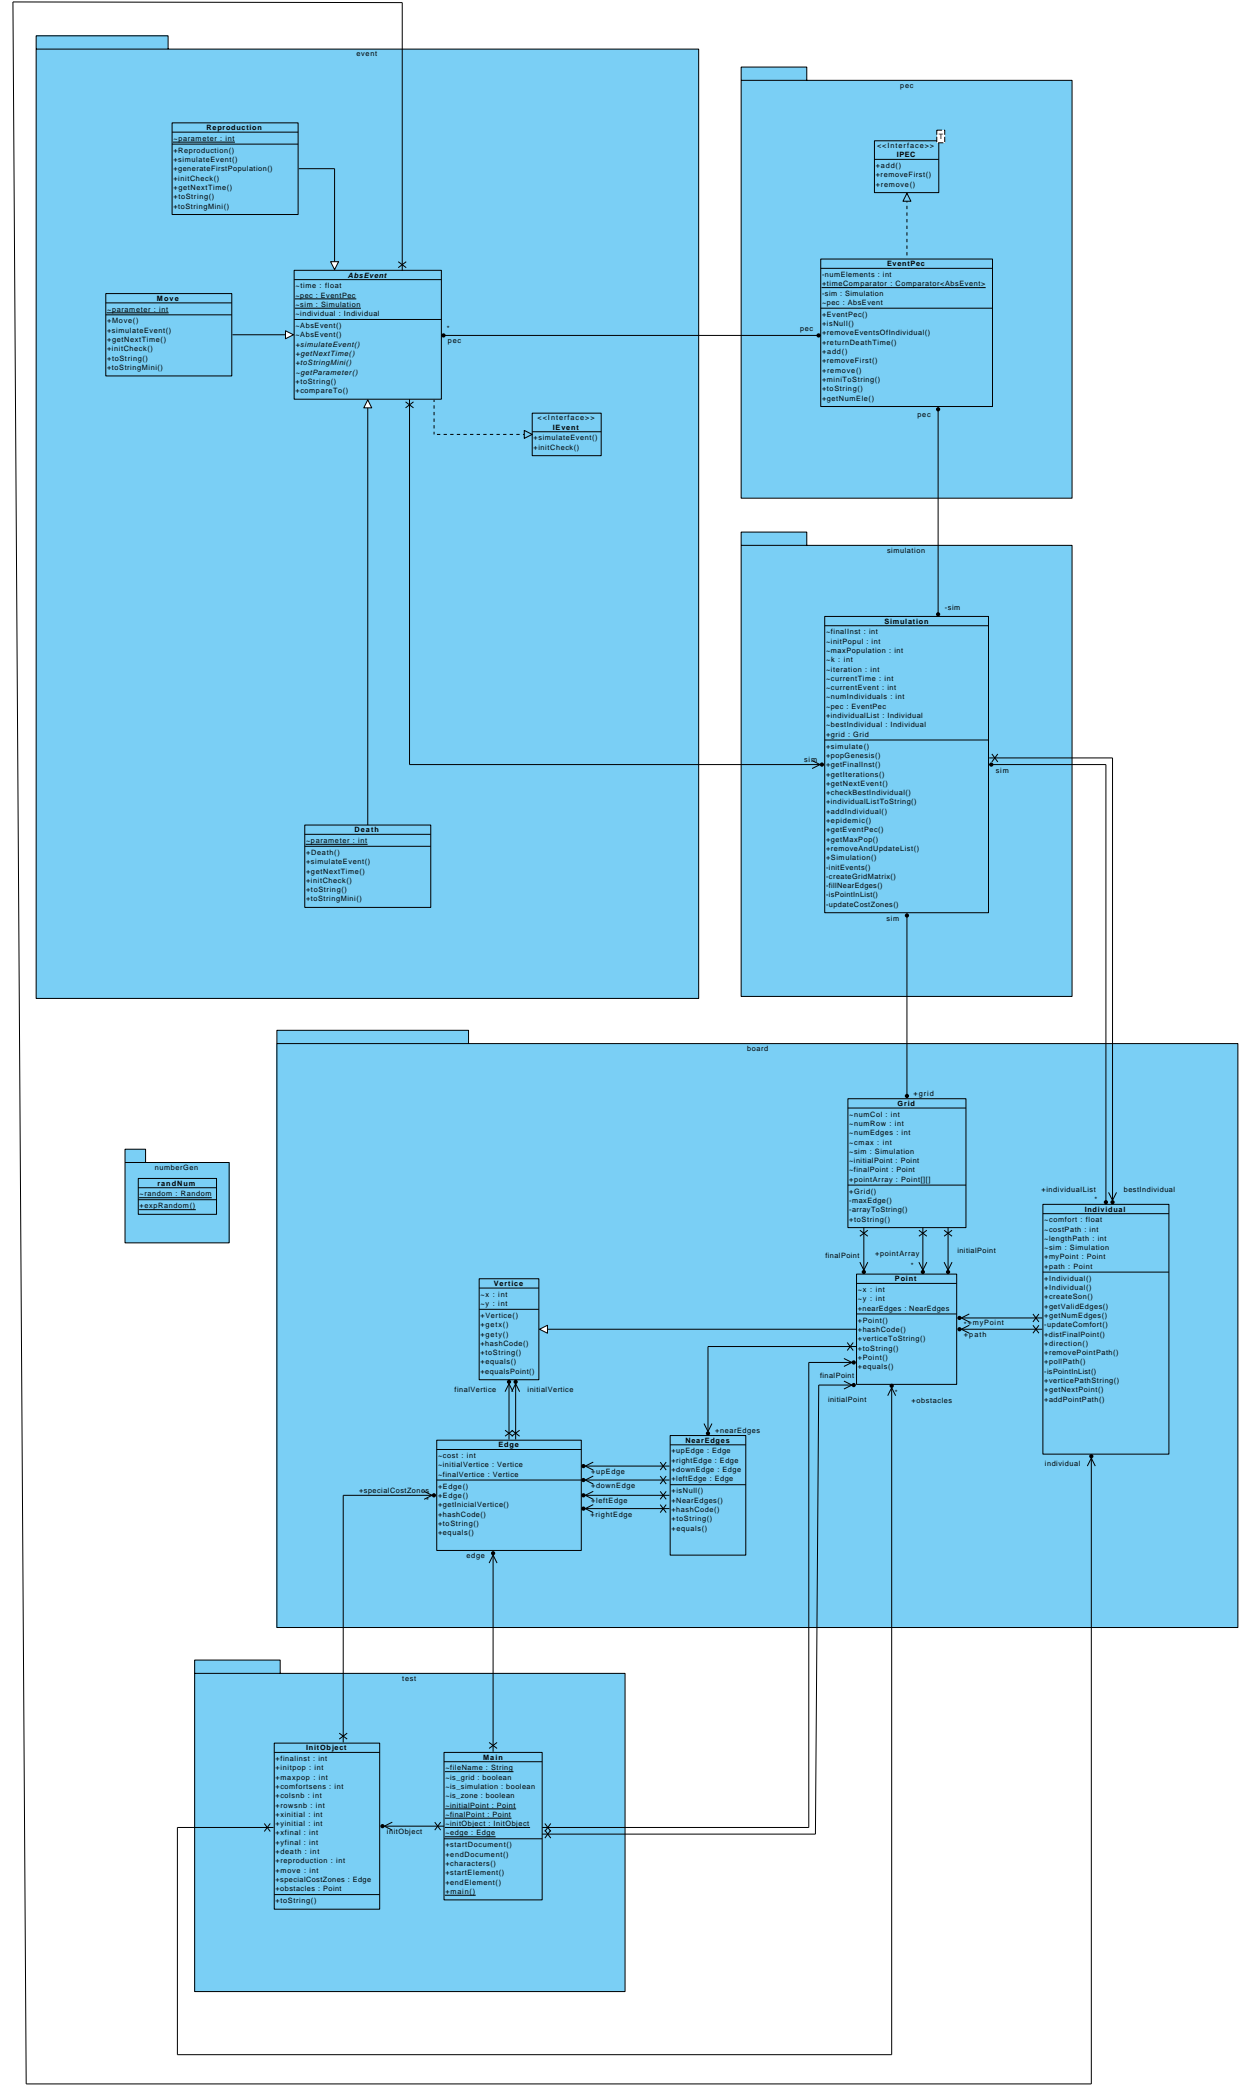 event
Reproduction
~parameter : int
+Reproduction()
+simulateEvent()
+generateFirstPopulation()
+initCheck()
+getNextTime()
+toString()
+toStringMini()
Move
~parameter : int
+Move()
+simulateEvent()
+getNextTime()
+initCheck()
+toString()
+toStringMini()
AbsEvent
~time : float
~pec : EventPec
~sim : Simulation
~individual : Individual
~AbsEvent()
~AbsEvent()
+simulateEvent()
+getNextTime()
+toStringMini()
~getParameter()
+toString()
+compareTo()
*
pec
<<Interface>>
IEvent
+simulateEvent()
+initCheck()
Death
~parameter : int
+Death()
+simulateEvent()
+getNextTime()
+initCheck()
+toString()
+toStringMini()
pec
T
<<Interface>>
IPEC
+add()
+removeFirst()
+remove()
EventPec
-numElements : int
+timeComparator : Comparator<AbsEvent>
-sim : Simulation
~pec : AbsEvent
+EventPec()
+isNull()
+removeEventsOfIndividual()
+returnDeathTime()
+add()
+removeFirst()
+remove()
+miniToString()
+toString()
+getNumEle()
pec
pec
simulation
-sim
Simulation
~finalInst : int
~initPopul : int
~maxPopulation : int
~k : int
~iteration : int
~currentTime : int
~currentEvent : int
~numIndividuals : int
~pec : EventPec
+individualList : Individual
~bestIndividual : Individual
+grid : Grid
+simulate()
+popGenesis()
+getFinalInst()
+getIterations()
+getNextEvent()
+checkBestIndividual()
+individualListToString()
+addIndividual()
+epidemic()
+getEventPec()
+getMaxPop()
+removeAndUpdateList()
+Simulation()
-initEvents()
-createGridMatrix()
-fillNearEdges()
-isPointInList()
-updateCostZones()
sim
sim
sim
board
+grid
Grid
~numCol : int
~numRow : int
~numEdges : int
~cmax : int
~sim : Simulation
~initialPoint : Point
~finalPoint : Point
+pointArray : Point[][]
+Grid()
-maxEdge()
-arrayToString()
+toString()
finalPoint
+pointArray
*
initialPoint
+individualList
*
bestIndividual
Individual
~comfort : float
~costPath : int
~lengthPath : int
~sim : Simulation
+myPoint : Point
+path : Point
+Individual()
+Individual()
+createSon()
+getValidEdges()
+getNumEdges()
-updateComfort()
+distFinalPoint()
+direction()
+removePointPath()
+pollPath()
-isPointInList()
+verticePathString()
+getNextPoint()
+addPointPath()
individual
numberGen
randNum
~random : Random
+expRandom()
Vertice
~x : int
~y : int
+Vertice()
+getx()
+gety()
+hashCode()
+toString()
+equals()
+equalsPoint()
finalVertice
initialVertice
Point
~x : int
~y : int
+nearEdges : NearEdges
+Point()
+hashCode()
+verticeToString()
+toString()
+Point()
+equals()
+myPoint
+path
finalPoint
initialPoint
*
+obstacles
+nearEdges
NearEdges
+upEdge : Edge
+rightEdge : Edge
+downEdge : Edge
+leftEdge : Edge
+isNull()
+NearEdges()
+hashCode()
+toString()
+equals()
Edge
~cost : int
~initialVertice : Vertice
~finalVertice : Vertice
+Edge()
+Edge()
+getInicialVertice()
+hashCode()
+toString()
+equals()
+upEdge
+downEdge
+leftEdge
+rightEdge
+specialCostZones
*
edge
test
InitObject
+finalinst : int
+initpop : int
+maxpop : int
+comfortsens : int
+colsnb : int
+rowsnb : int
+xinitial : int
+yinitial : int
+xfinal : int
+yfinal : int
+death : int
+reproduction : int
+move : int
+specialCostZones : Edge
+obstacles : Point
+toString()
initObject
Main
~fileName : String
~is_grid : boolean
~is_simulation : boolean
~is_zone : boolean
~initialPoint : Point
~finalPoint : Point
~initObject : InitObject
~edge : Edge
+startDocument()
+endDocument()
+characters()
+startElement()
+endElement()
+main()